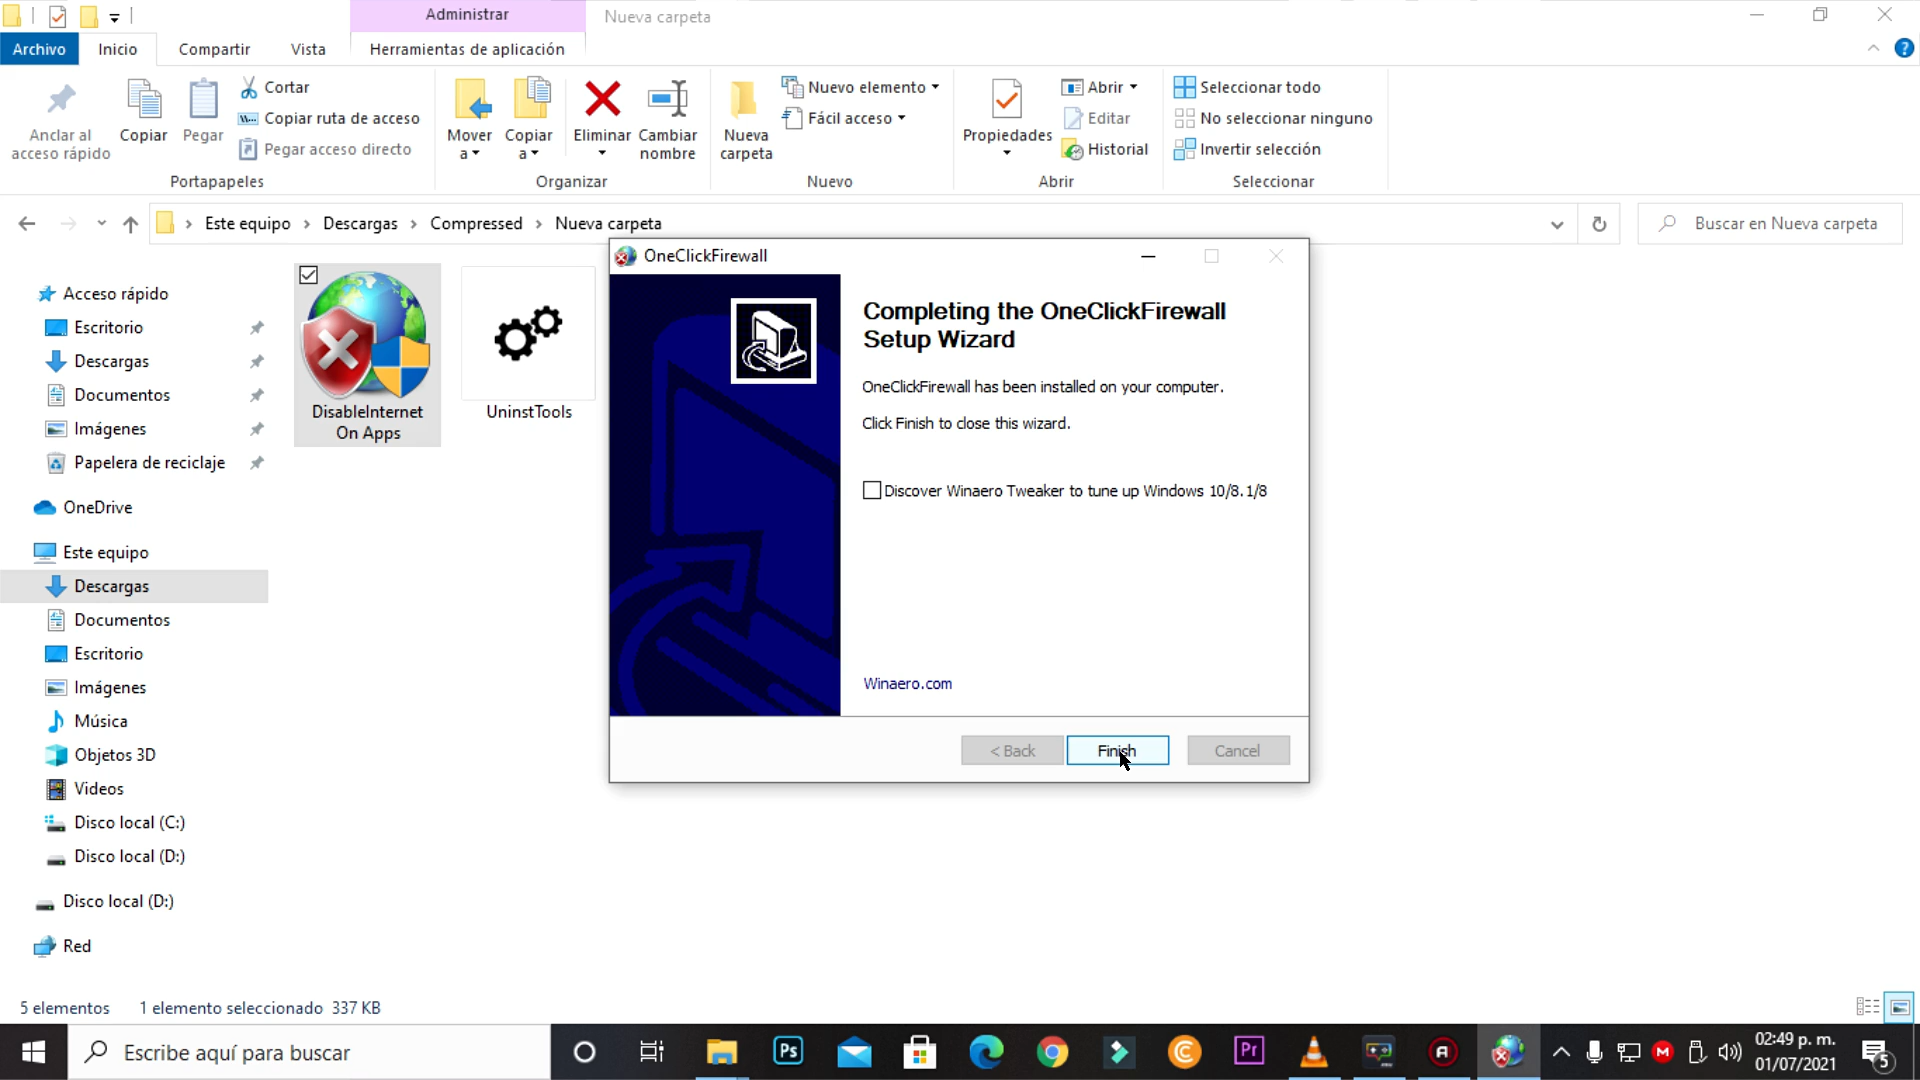 Administrar
Nueva carpeta
Archivo
Inicio
Compartir
Vista
Herramientas de aplicación
Anclar al
acceso rápido
Copiar
Pegar
Cortar
Copiar ruta de acceso
Pegar acceso directo
Portapapeles
Mover
a
Copiar
a
Eliminar
Cambiar
nombre
Organizar
Nueva
carpeta
Nuevo elemento
Fácil acceso
Nuevo
Propiedades
Abrir
Editar
Historial
Abrir
Seleccionar todo
No seleccionar ninguno
Invertir selección
Seleccionar
Este equipo > Descargas > Compressed > Nueva carpeta
Buscar en Nueva carpeta
Acceso rápido
Escritorio
Descargas
Documentos
Imágenes
Papelera de reciclaje
OneDrive
Este equipo
Descargas
Documentos
Escritorio
Imágenes
Música
Objetos 3D
Videos
Disco local (C:)
Disco local (D:)
Disco local (D:)
Red
DisableInternet
On Apps
UninstTools
OneClickFirewall
Completing the OneClickFirewall
Setup Wizard
OneClickFirewall has been installed on your computer.
Click Finish to close this wizard.
Discover Winaero Tweaker to tune up Windows 10/8.1/8
Winaero.com
< Back
Finish
Cancel
5 elementos
1 elemento seleccionado 337 KB
Escribe aquí para buscar
Ps
Pr
02:49 p. m.
01/07/2021
5